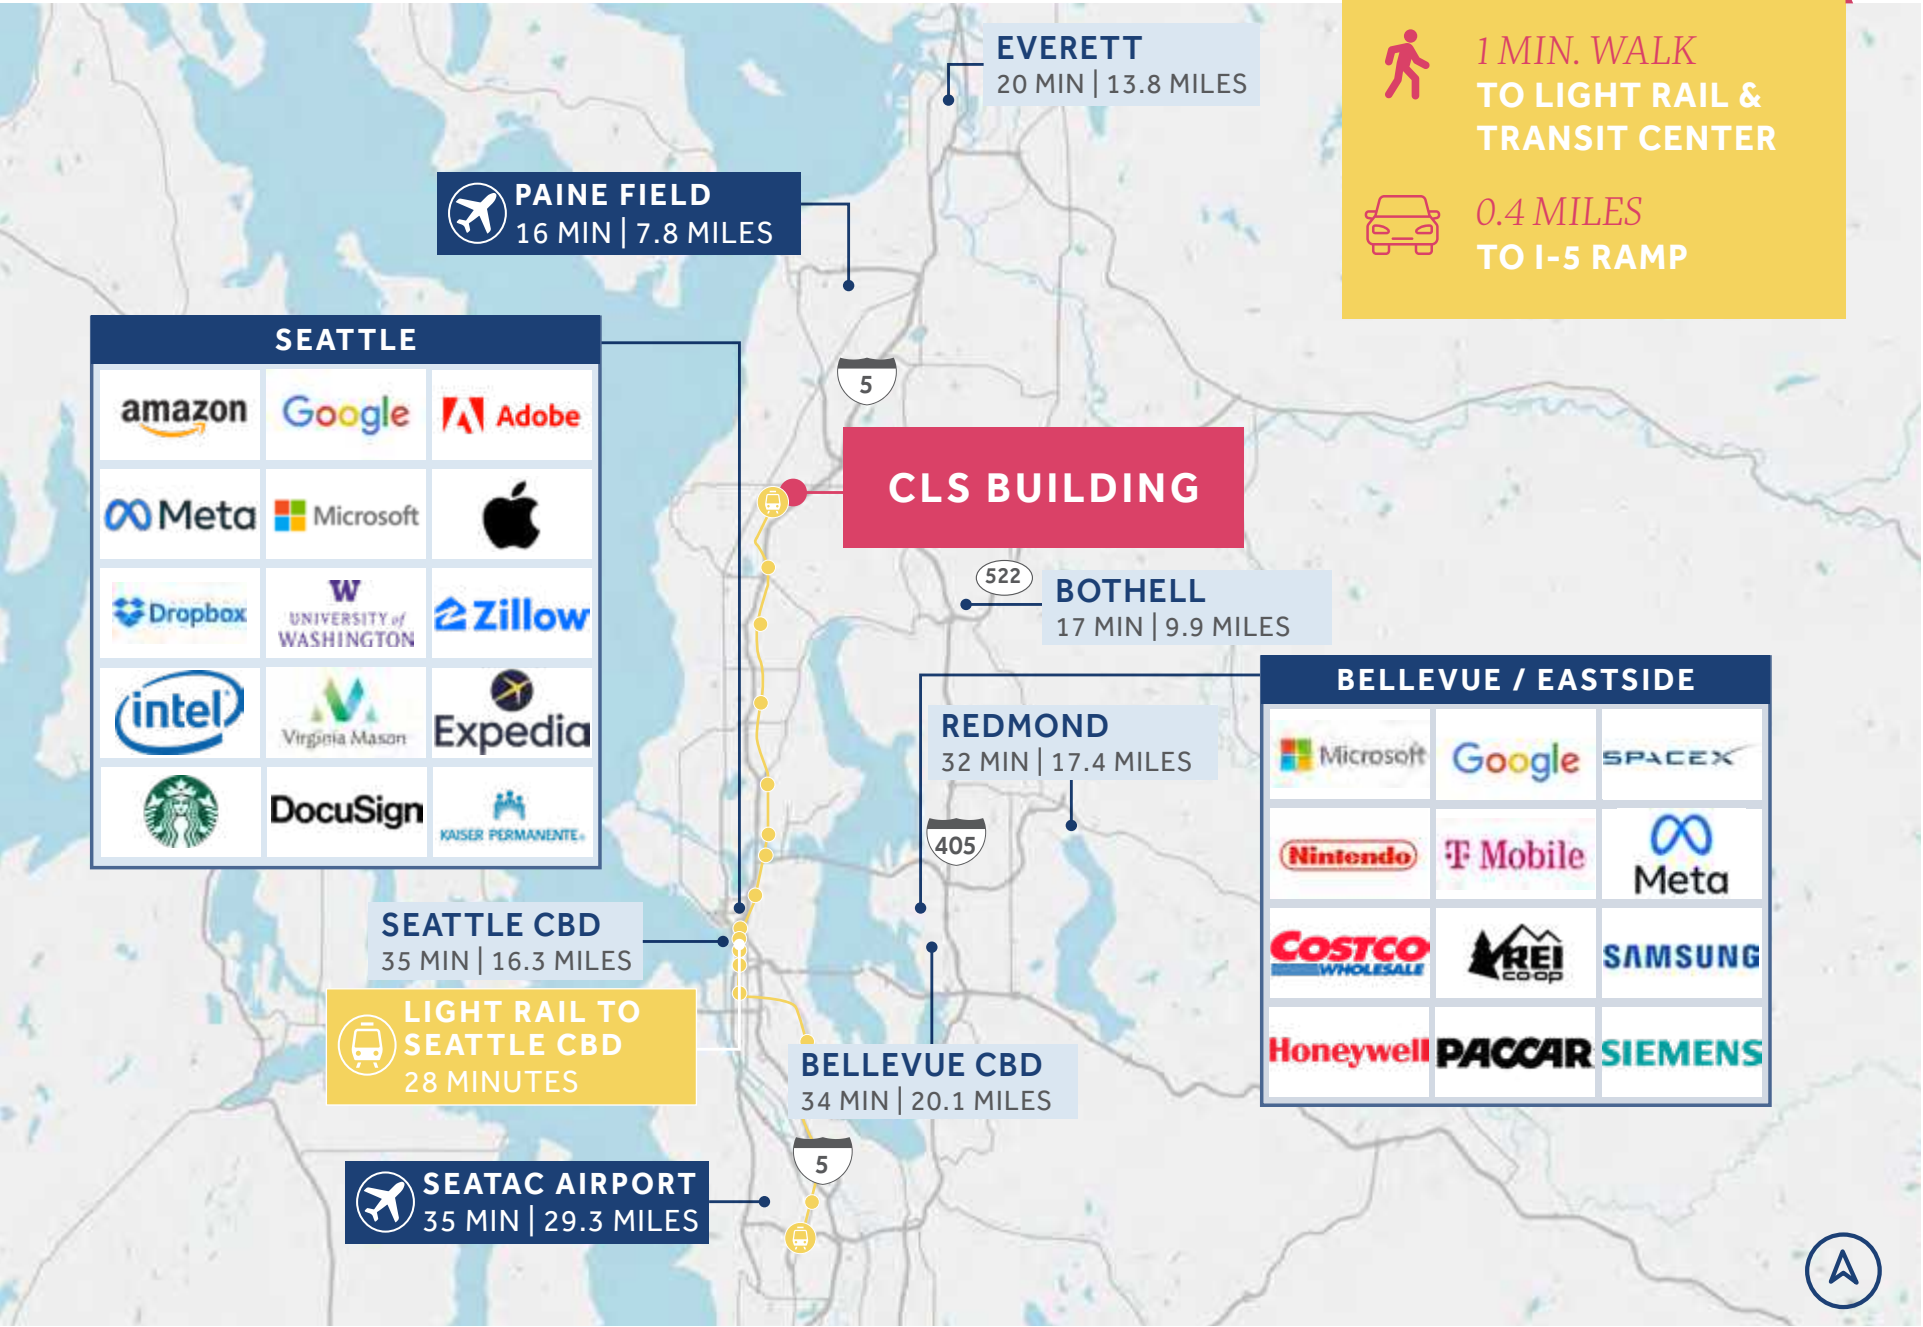 EVERETT
20 MIN | 13.8 MILES
1 MIN. WALK
TO LIGHT RAIL &
TRANSIT CENTER
0.4 MILES
TO I-5 RAMP
PAINE FIELD
16 MIN | 7.8 MILES
SEATTLE
amazon
Google
Adobe
Meta
Microsoft
Dropbox
W
UNIVERSITY of
WASHINGTON
Zillow
intel
Virginia Mason
Expedia
DocuSign
KAISER PERMANENTE®
5
CLS BUILDING
522
BOTHELL
17 MIN | 9.9 MILES
REDMOND
32 MIN | 17.4 MILES
405
BELLEVUE / EASTSIDE
Microsoft
Google
SPACEX
Nintendo
T Mobile
Meta
COSTCO
WHOLESALE
REI
CO·OP
SAMSUNG
Honeywell
PACCAR
SIEMENS
SEATTLE CBD
35 MIN | 16.3 MILES
LIGHT RAIL TO
SEATTLE CBD
28 MINUTES
BELLEVUE CBD
34 MIN | 20.1 MILES
5
SEATAC AIRPORT
35 MIN | 29.3 MILES